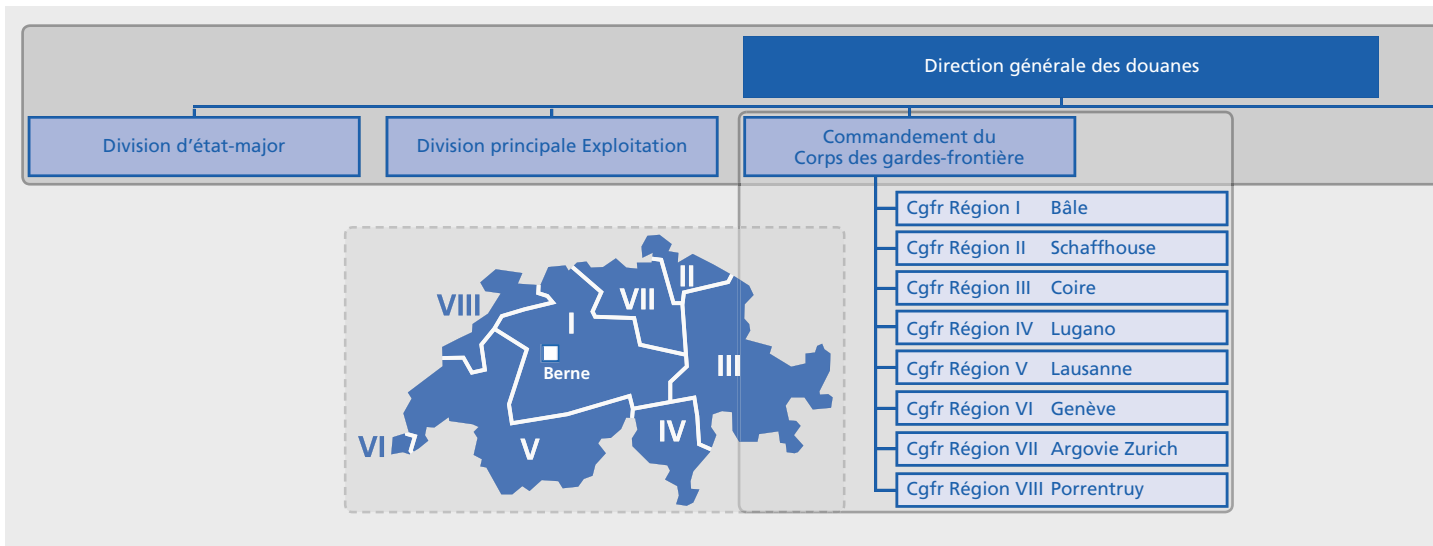 Direction générale des douanes
Division d'état-major
Division principale Exploitation
Commandement du
Corps des gardes-frontière
Cgfr Région I Bâle
Cgfr Région II Schaffhouse
Cgfr Région III Coire
Cgfr Région IV Lugano
Cgfr Région V Lausanne
Cgfr Région VI Genève
Cgfr Région VII Argovie Zurich
Cgfr Région VIII Porrentruy
II
VIII
VII
I
III
Berne
VI
V
IV